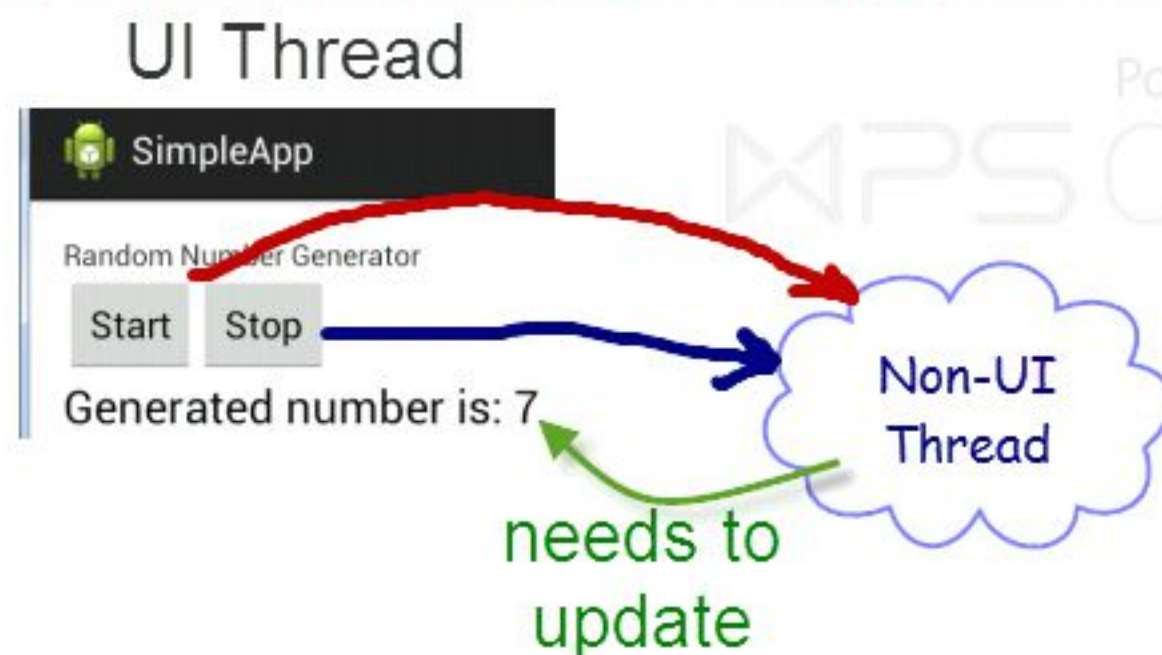 UI Thread
SimpleApp
Random Number Generator
Start Stop
Generated number is: 7
Non-UI
Thread
needs to
update